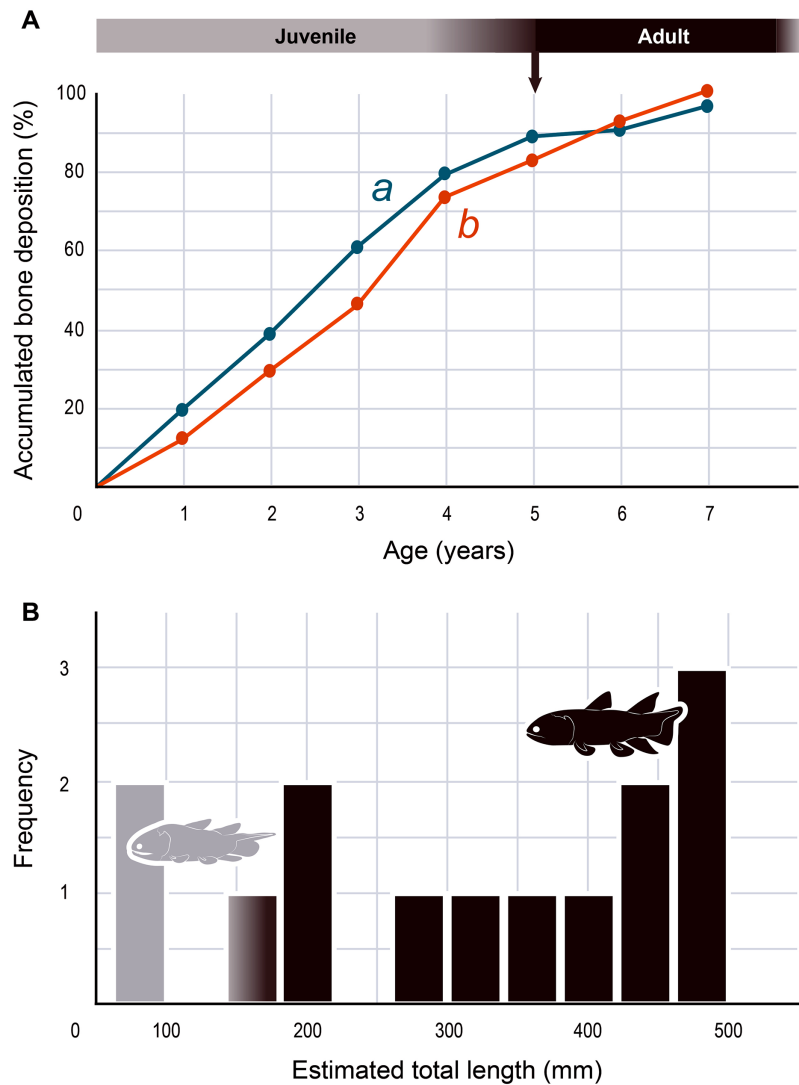 A
Juvenile Adult
Accumulated bone deposition (%)
100
80
60
40
20
a
b
0 1 2 3 4 5 6 7
Age (years)
B
Frequency
3
2
1
0 100 200 300 400 500
Estimated total length (mm)